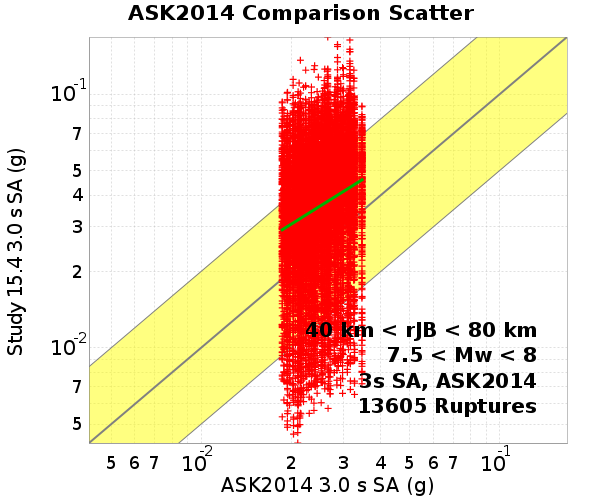 ASK2014 Comparison Scatter
Study 15.4 3.0 s SA (g)
10-1
7
5
4
3
2
10-2
7
5
40 km < rJB < 80 km
7.5 < Mw < 8
3s SA, ASK2014
13605 Ruptures
5 6 7 10-2 2 3 4 5 6 7 10-1
ASK2014 3.0 s SA (g)